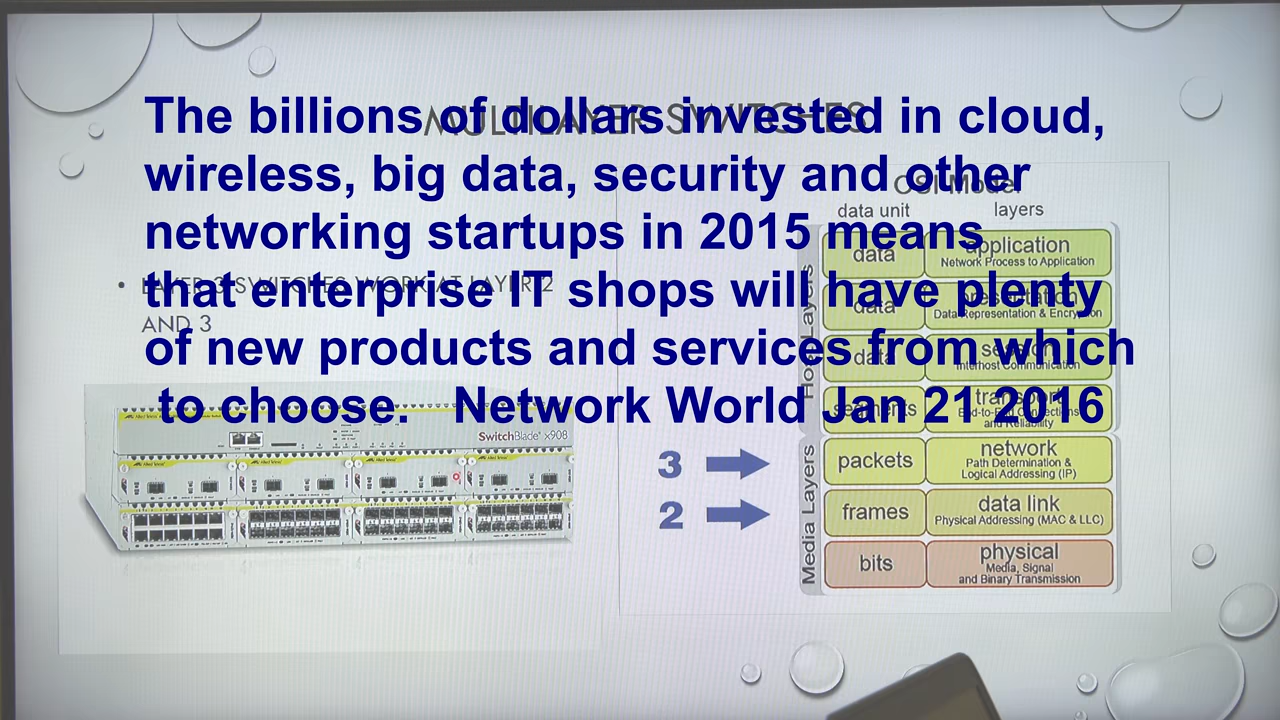 The billions of dollars invested in cloud,
wireless, big data, security and other
networking startups in 2015 means
that enterprise IT shops will have plenty
of new products and services from which
to choose. Network World Jan 21 2016
MULTILAYER SWITCHES
• LAYER 3 SWITCHES WORK AT LAYER 2
AND 3
SwitchBlade® x908
OSI Model
data unit layers
Host Layers
data application
Network Process to Application
data presentation
Data Representation & Encryption
data session
Interhost Communication
segments transport
End-to-End Connections
and Reliability
Media Layers
3 packets network
Path Determination &
Logical Addressing (IP)
2 frames data link
Physical Addressing (MAC & LLC)
bits physical
Media, Signal
and Binary Transmission